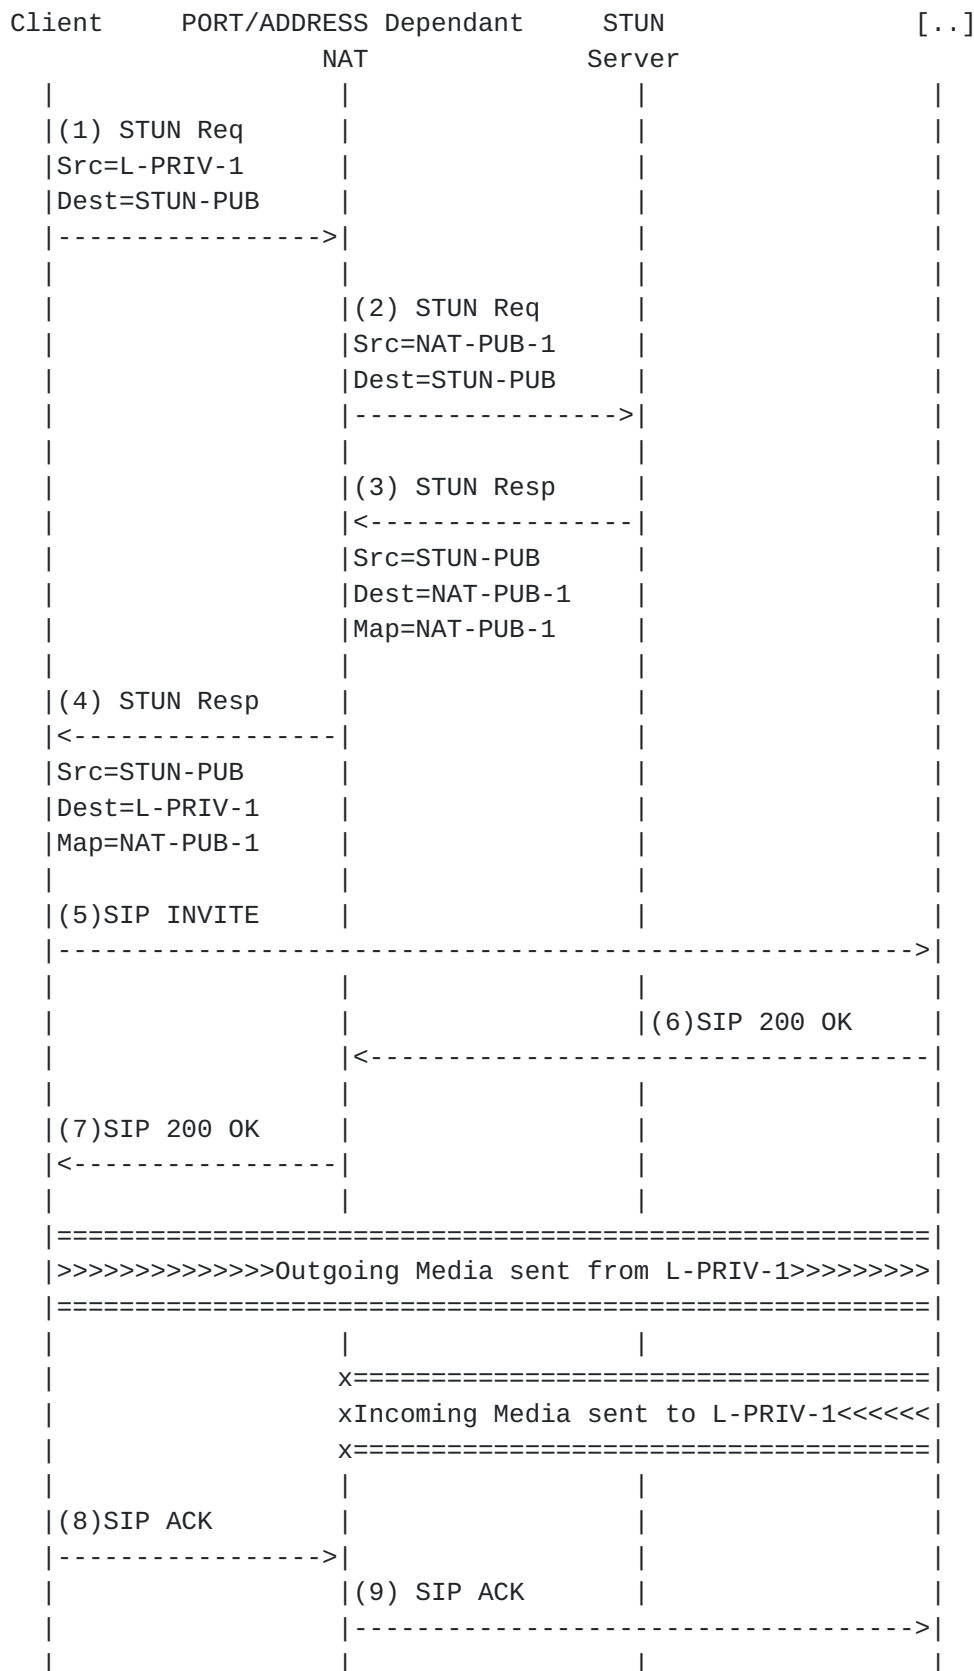 Client     PORT/ADDRESS Dependant     STUN                [..]
                    NAT              Server
  |                  |                  |                  |
  |(1) STUN Req      |                  |                  |
  |Src=L-PRIV-1      |                  |                  |
  |Dest=STUN-PUB     |                  |                  |
  |----------------->|                  |                  |
  |                  |                  |                  |
  |                  |(2) STUN Req      |                  |
  |                  |Src=NAT-PUB-1     |                  |
  |                  |Dest=STUN-PUB     |                  |
  |                  |----------------->|                  |
  |                  |                  |                  |
  |                  |(3) STUN Resp     |                  |
  |                  |<-----------------|                  |
  |                  |Src=STUN-PUB      |                  |
  |                  |Dest=NAT-PUB-1    |                  |
  |                  |Map=NAT-PUB-1     |                  |
  |                  |                  |                  |
  |(4) STUN Resp     |                  |                  |
  |<-----------------|                  |                  |
  |Src=STUN-PUB      |                  |                  |
  |Dest=L-PRIV-1     |                  |                  |
  |Map=NAT-PUB-1     |                  |                  |
  |                  |                  |                  |
  |(5)SIP INVITE     |                  |                  |
  |------------------------------------------------------->|
  |                  |                  |                  |
  |                  |                  |(6)SIP 200 OK     |
  |                  |<------------------------------------|
  |                  |                  |                  |
  |(7)SIP 200 OK     |                  |                  |
  |<-----------------|                  |                  |
  |                  |                  |                  |
  |========================================================|
  |>>>>>>>>>>>>>>Outgoing Media sent from L-PRIV-1>>>>>>>>>|
  |========================================================|
  |                  |                  |                  |
  |                  x=====================================|
  |                  xIncoming Media sent to L-PRIV-1<<<<<<|
  |                  x=====================================|
  |                  |                  |                  |
  |(8)SIP ACK        |                  |                  |
  |----------------->|                  |                  |
  |                  |(9) SIP ACK       |                  |
  |                  |------------------------------------>|
  |                  |                  |                  |